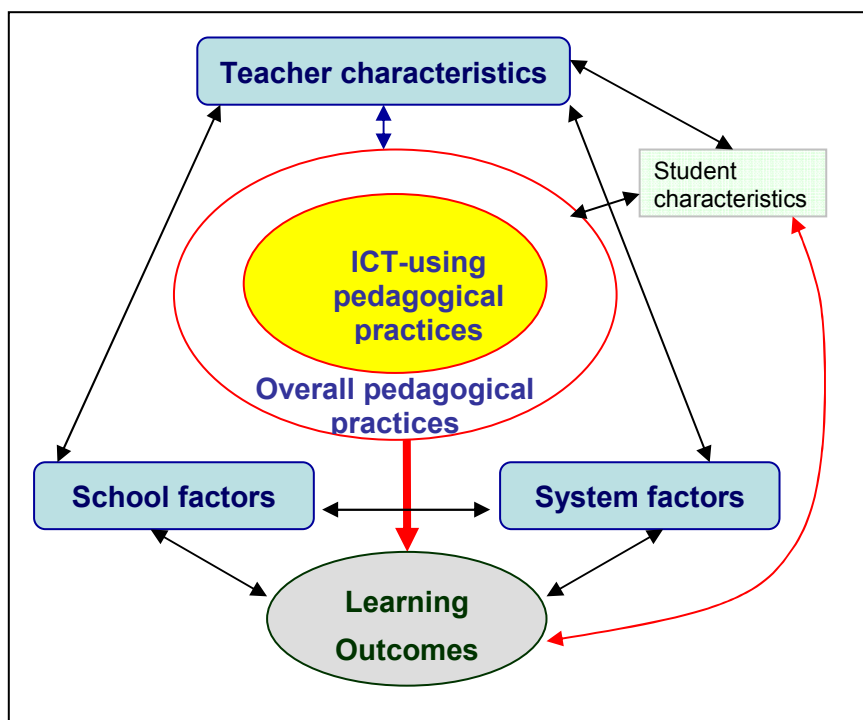 Teacher characteristics
Student
characteristics
ICT-using
pedagogical
practices
Overall pedagogical
practices
School factors
System factors
Learning
Outcomes